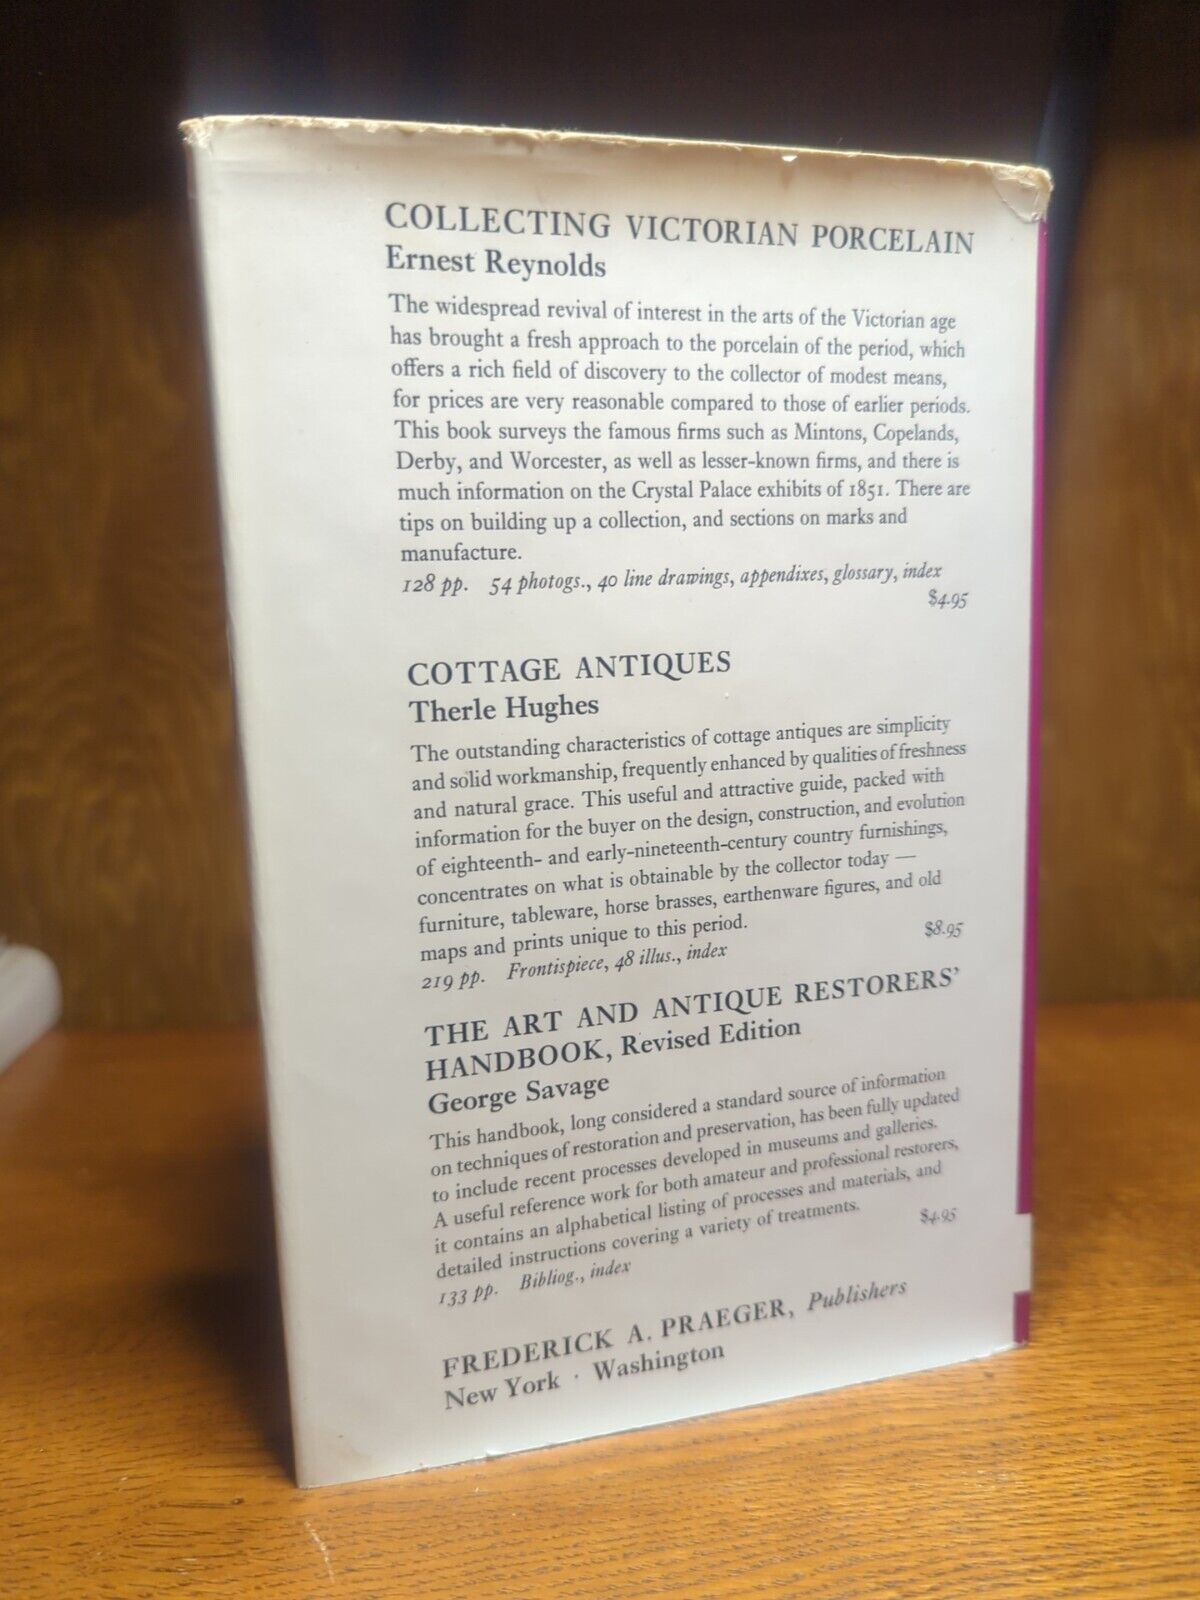 COLLECTING VICTORIAN PORCELAIN
Ernest Reynolds
The widespread revival of interest in the arts of the Victorian age
has brought a fresh approach to the porcelain of the period, which
offers a rich field of discovery to the collector of modest means,
for prices are very reasonable compared to those of earlier periods.
This book surveys the famous firms such as Mintons, Copelands,
Derby, and Worcester, as well as lesser-known firms, and there is
much information on the Crystal Palace exhibits of 1851. There are
tips on building up a collection, and sections on marks and
manufacture.
128 pp. 54 photogs., 40 line drawings, appendixes, glossary, index
$4.95
COTTAGE ANTIQUES
Therle Hughes
The outstanding characteristics of cottage antiques are simplicity
and solid workmanship, frequently enhanced by qualities of freshness
and natural grace. This useful and attractive guide, packed with
information for the buyer on the design, construction, and evolution
of eighteenth- and early-nineteenth-century country furnishings,
concentrates on what is obtainable by the collector today —
furniture, tableware, horse brasses, earthenware figures, and old
maps and prints unique to this period.
$8.95
219 pp. Frontispiece, 48 illus., index
THE ART AND ANTIQUE RESTORERS'
HANDBOOK, Revised Edition
George Savage
This handbook, long considered a standard source of information
on techniques of restoration and preservation, has been fully updated
to include recent processes developed in museums and galleries.
A useful reference work for both amateur and professional restorers,
it contains an alphabetical listing of processes and materials, and
detailed instructions covering a variety of treatments.
$4.95
133 pp. Bibliog., index
FREDERICK A. PRAEGER, Publishers
New York · Washington